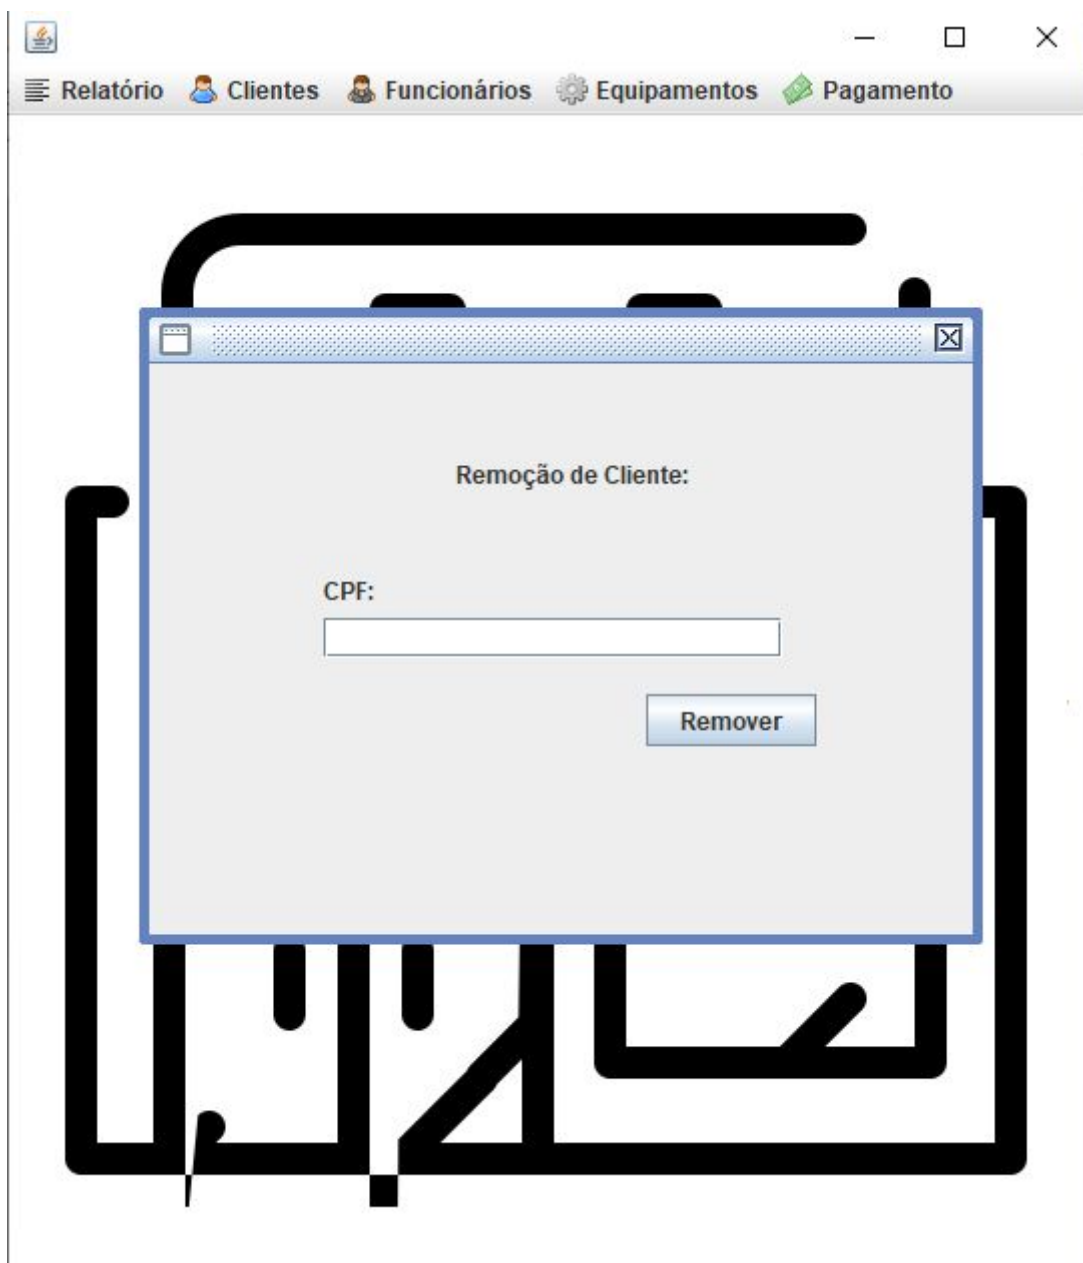 Relatório Clientes Funcionários Equipamentos Pagamento
Remoção de Cliente:
CPF:
Remover